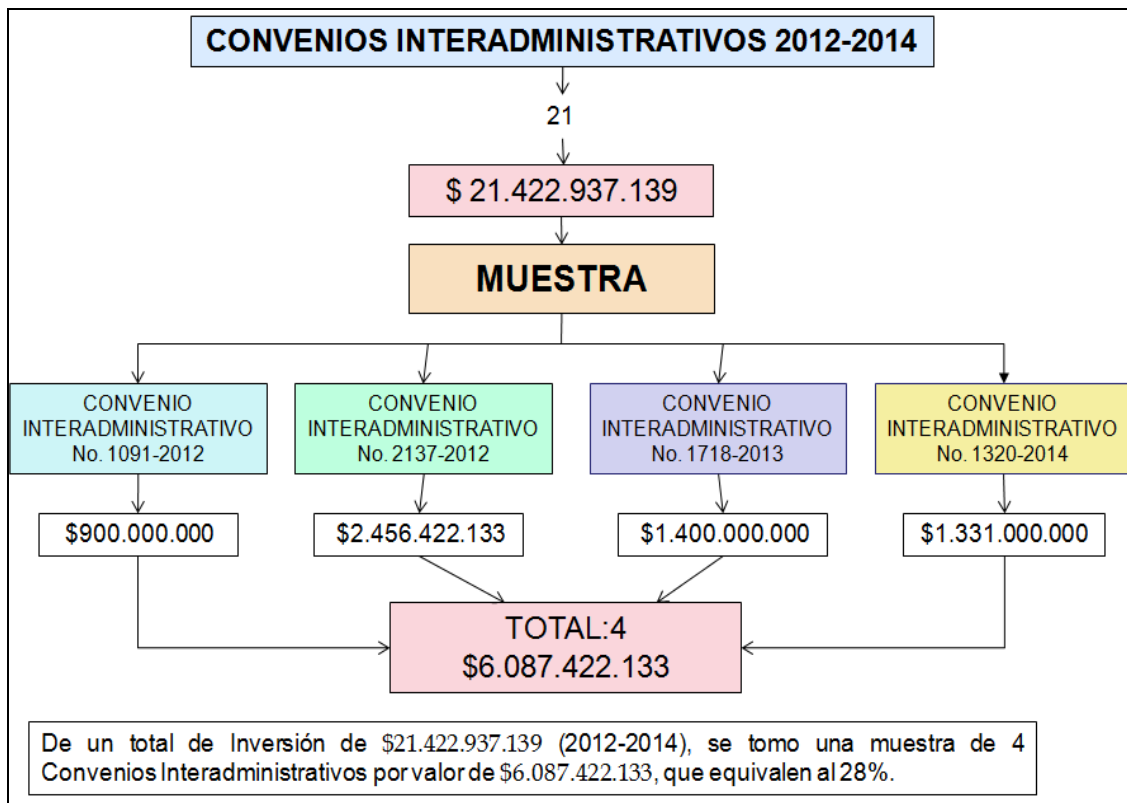 CONVENIOS INTERADMINISTRATIVOS 2012-2014
21
$ 21.422.937.139
MUESTRA
CONVENIO
INTERADMINISTRATIVO
No. 1091-2012
CONVENIO
INTERADMINISTRATIVO
No. 2137-2012
CONVENIO
INTERADMINISTRATIVO
No. 1718-2013
CONVENIO
INTERADMINISTRATIVO
No. 1320-2014
$900.000.000
$2.456.422.133
$1.400.000.000
$1.331.000.000
TOTAL:4
$6.087.422.133
De un total de Inversión de $21.422.937.139 (2012-2014), se tomo una muestra de 4
Convenios Interadministrativos por valor de $6.087.422.133, que equivalen al 28%.